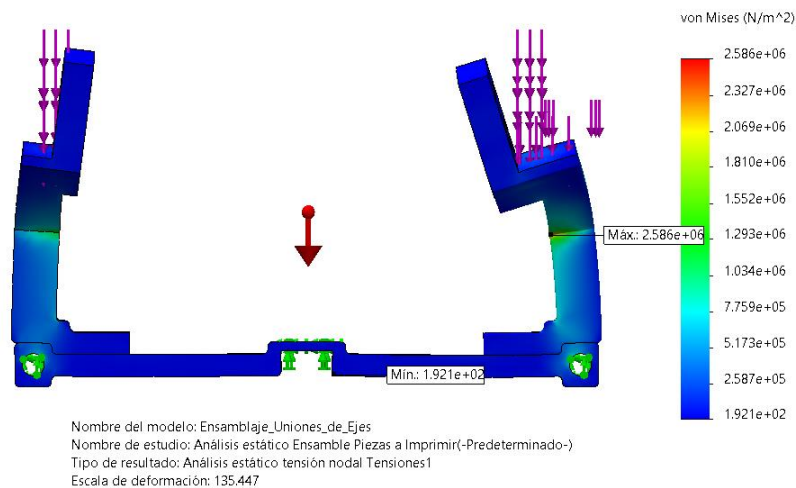 von Mises (N/m^2)
2.586e+06
2.327e+06
2.069e+06
1.810e+06
1.552e+06
1.293e+06
1.034e+06
7.759e+05
5.173e+05
2.587e+05
1.921e+02
Máx.: 2.586e+06
Mín.: 1.921e+02
Nombre del modelo: Ensamblaje_Uniones_de_Ejes
Nombre de estudio: Análisis estático Ensamble Piezas a Imprimir(-Predeterminado-)
Tipo de resultado: Análisis estático tensión nodal Tensiones1
Escala de deformación: 135.447